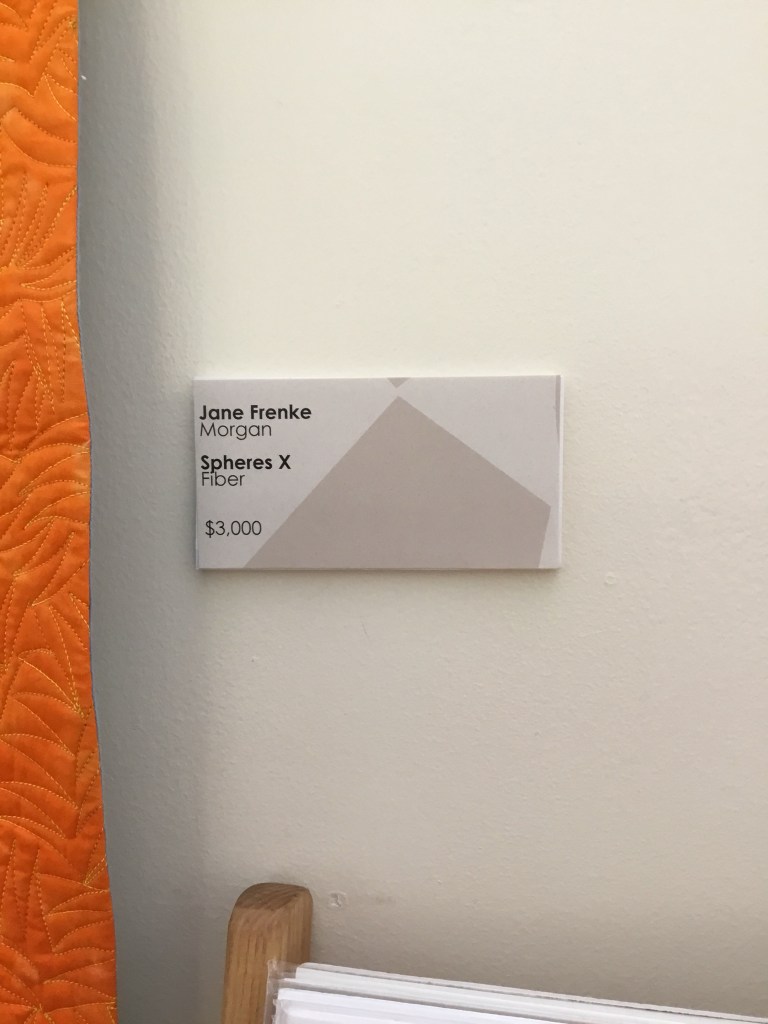 Jane Frenke
Morgan
Spheres X
Fiber
$3,000